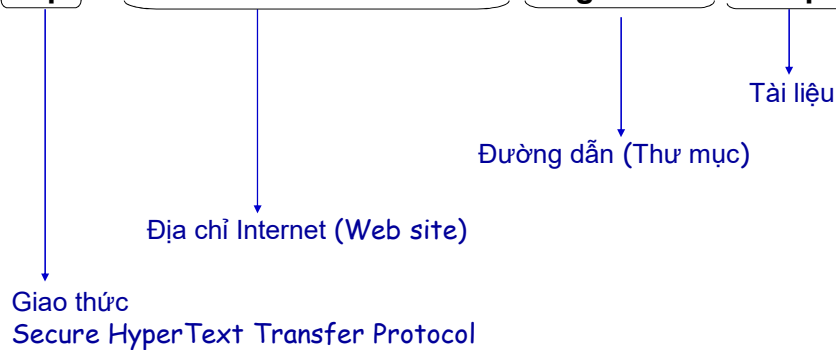 Tài liệu
Đường dẫn (Thư mục)
Địa chỉ Internet (Web site)
Giao thức
Secure HyperText Transfer Protocol